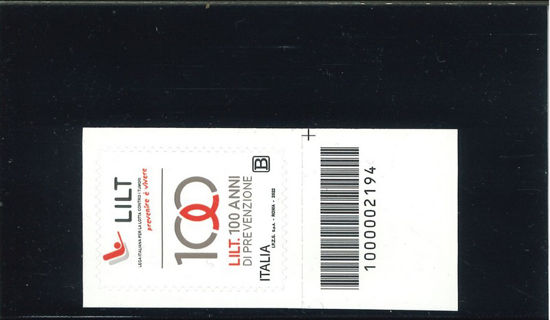 LILT
LEGA ITALIANA PER LA LOTTA CONTRO I TUMORI
prevenire è vivere
100
LILT. 100 ANNI
DI PREVENZIONE
ITALIA
I.P.Z.S. S.p.A. - ROMA - 2022
B
1000002194